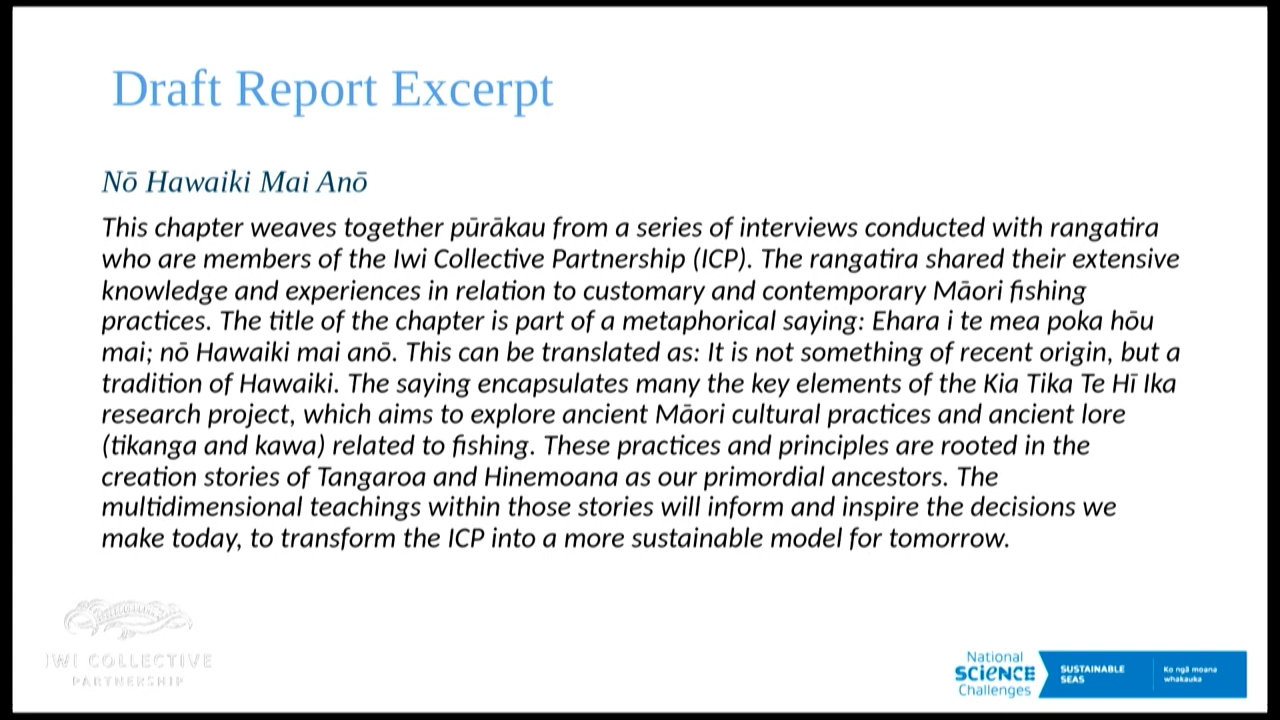 Draft Report Excerpt
Nō Hawaiki Mai Anō
This chapter weaves together pūrākau from a series of interviews conducted with rangatira
who are members of the Iwi Collective Partnership (ICP). The rangatira shared their extensive
knowledge and experiences in relation to customary and contemporary Māori fishing
practices. The title of the chapter is part of a metaphorical saying: Ehara i te mea poka hōu
mai; nō Hawaiki mai anō. This can be translated as: It is not something of recent origin, but a
tradition of Hawaiki. The saying encapsulates many the key elements of the Kia Tika Te Hī Ika
research project, which aims to explore ancient Māori cultural practices and ancient lore
(tikanga and kawa) related to fishing. These practices and principles are rooted in the
creation stories of Tangaroa and Hinemoana as our primordial ancestors. The
multidimensional teachings within those stories will inform and inspire the decisions we
make today, to transform the ICP into a more sustainable model for tomorrow.
IWI COLLECTIVE
PARTNERSHIP
National
SCIENCE
Challenges
SUSTAINABLE
SEAS
Ko ngā moana
whakauka